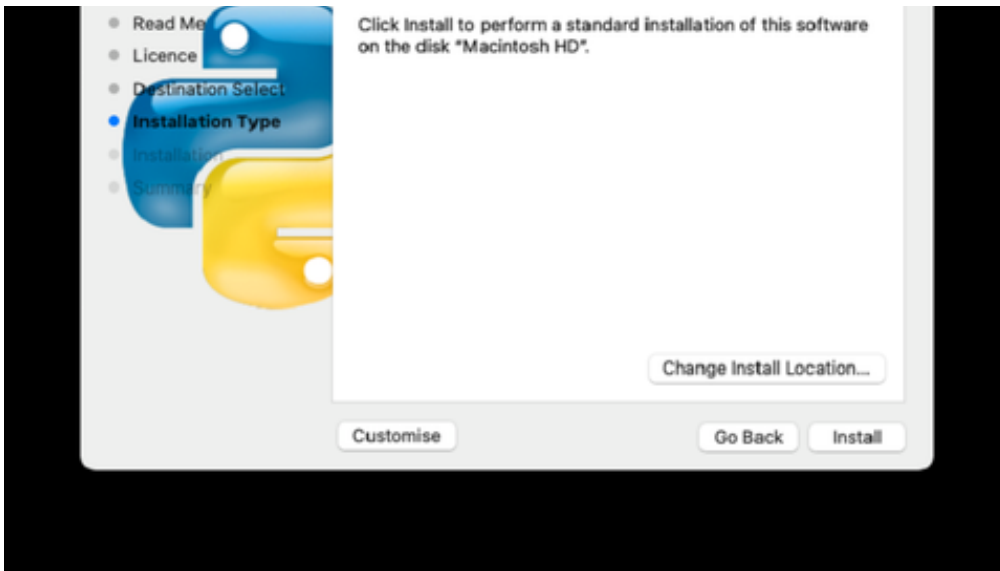 Read Me
Licence
Destination Select
Installation Type
Installation
Summary
Click Install to perform a standard installation of this software
on the disk “Macintosh HD”.
Change Install Location...
Customise
Go Back
Install